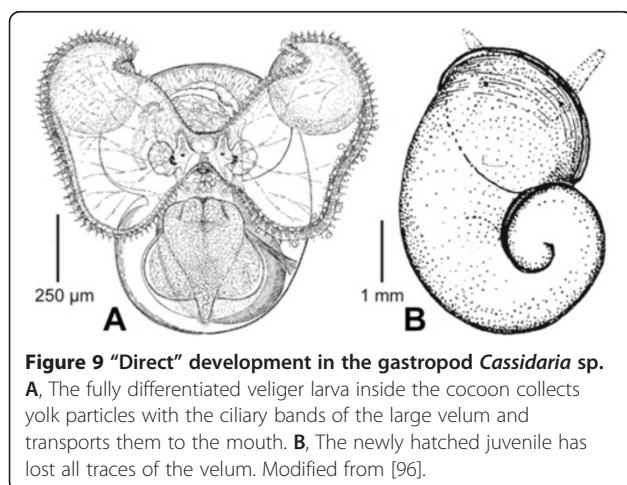 250 µm
A
1 mm
B
Figure 9 “Direct” development in the gastropod Cassidaria sp.
A, The fully differentiated veliger larva inside the cocoon collects
yolk particles with the ciliary bands of the large velum and
transports them to the mouth. B, The newly hatched juvenile has
lost all traces of the velum. Modified from [96].